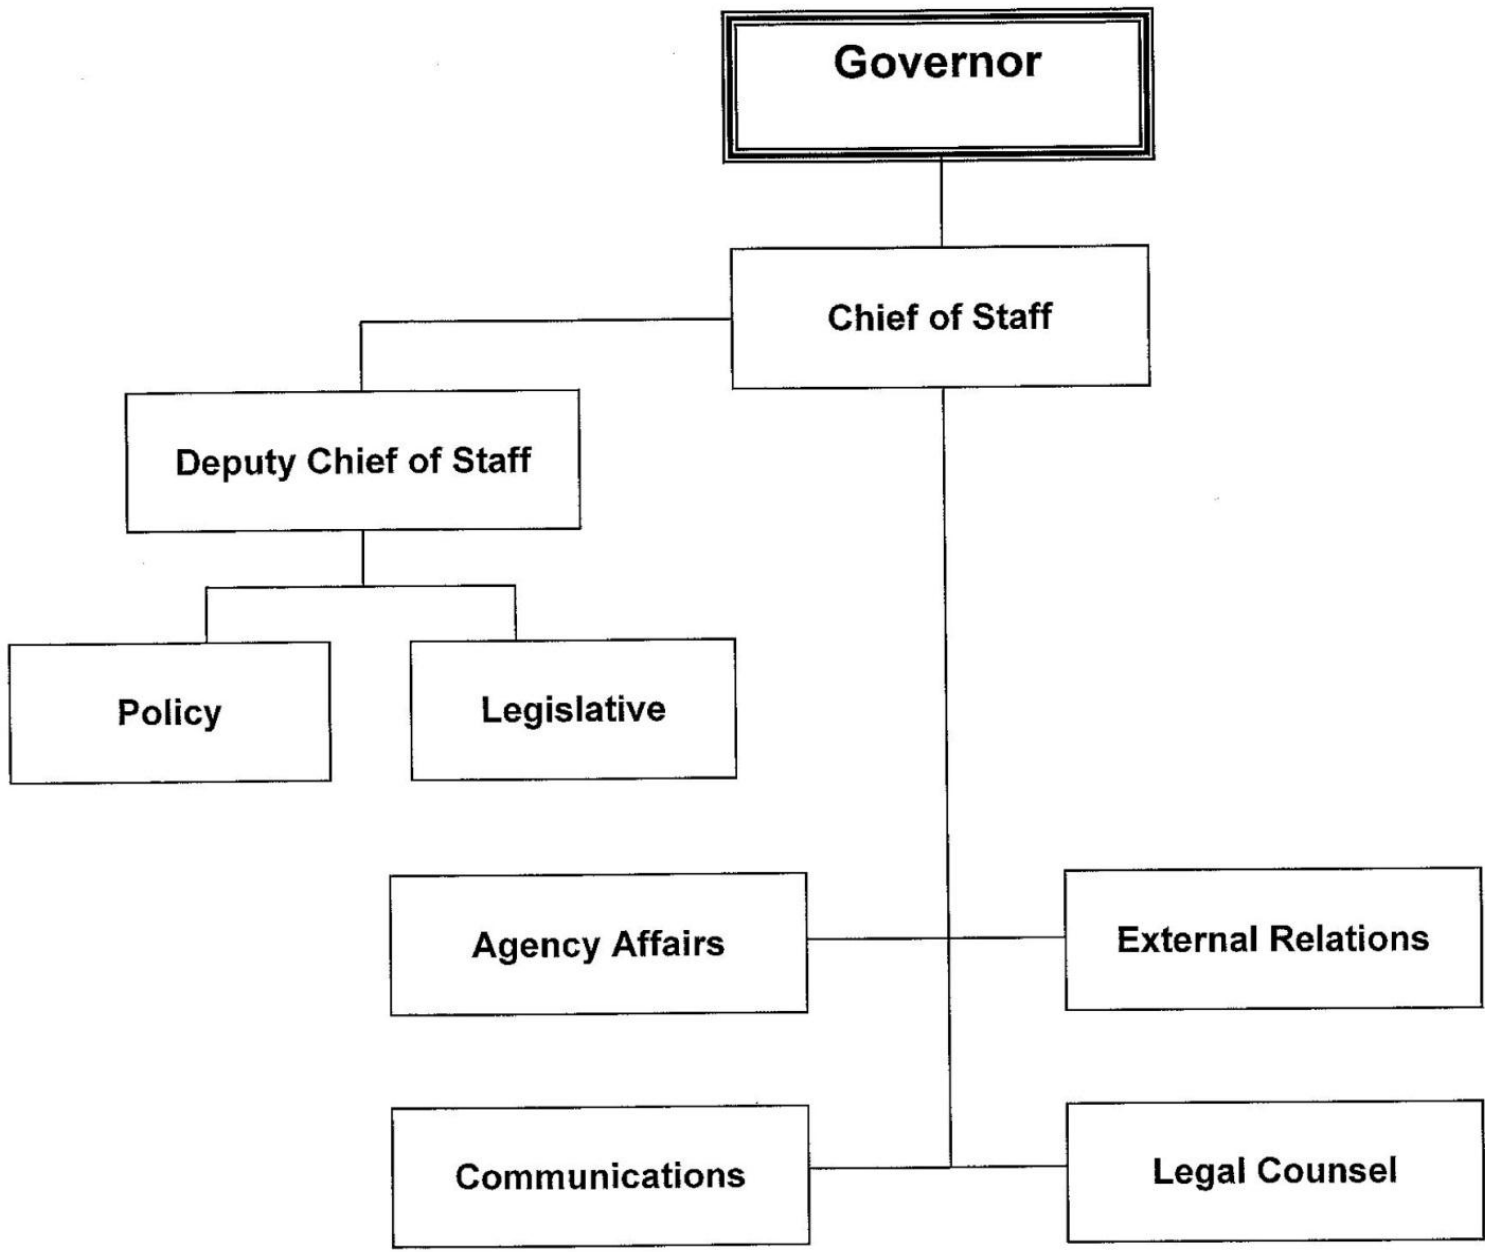 Governor
Chief of Staff
Deputy Chief of Staff
Policy
Legislative
Agency Affairs
External Relations
Communications
Legal Counsel